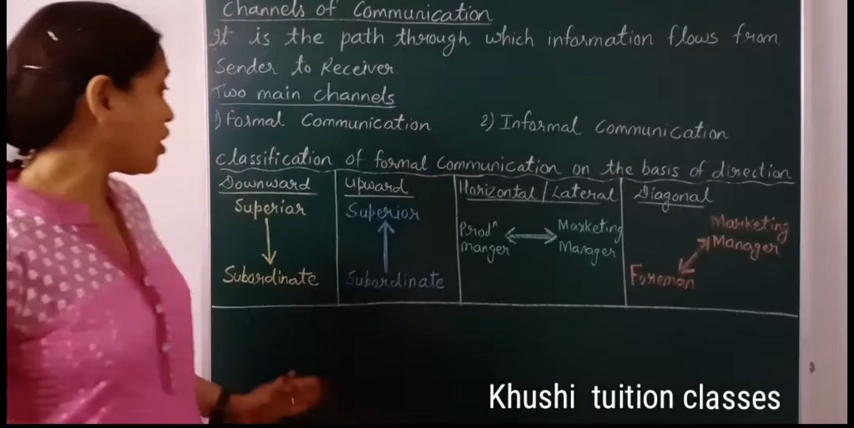 Channels of Communication
It is the path through which information flows from
Sender to Receiver.
Two main channels
1) Formal Communication 2) Informal Communication
Classification of formal communication on the basis of direction
Downward Upward Horizontal/Lateral Diagonal
Superior
Subordinate
Superior
Subordinate
Prodⁿ
manger
Marketing
Manager
Marketing
Manager
Foreman
Khushi tuition classes